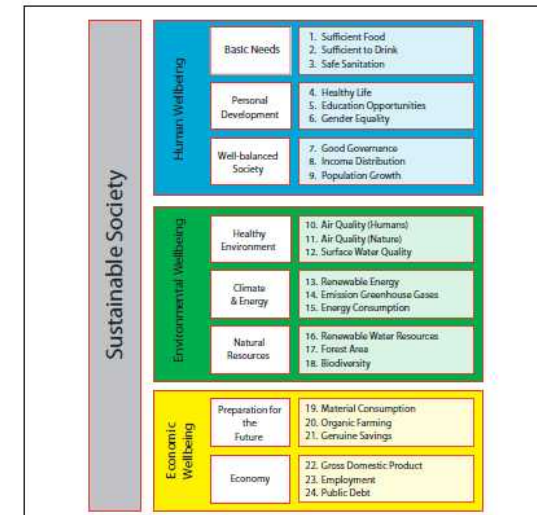 Sustainable Society
Human Wellbeing
Basic Needs
1. Sufficient Food
2. Sufficient to Drink
3. Safe Sanitation
Personal
Development
4. Healthy Life
5. Education Opportunities
6. Gender Equality
Well-balanced
Society
7. Good Governance
8. Income Distribution
9. Population Growth
Environmental Wellbeing
Healthy
Environment
10. Air Quality (Humans)
11. Air Quality (Nature)
12. Surface Water Quality
Climate
& Energy
13. Renewable Energy
14. Emission Greenhouse Gases
15. Energy Consumption
Natural
Resources
16. Renewable Water Resources
17. Forest Area
18. Biodiversity
Economic
Wellbeing
Preparation for
the
Future
19. Material Consumption
20. Organic Farming
21. Genuine Savings
Economy
22. Gross Domestic Product
23. Employment
24. Public Debt